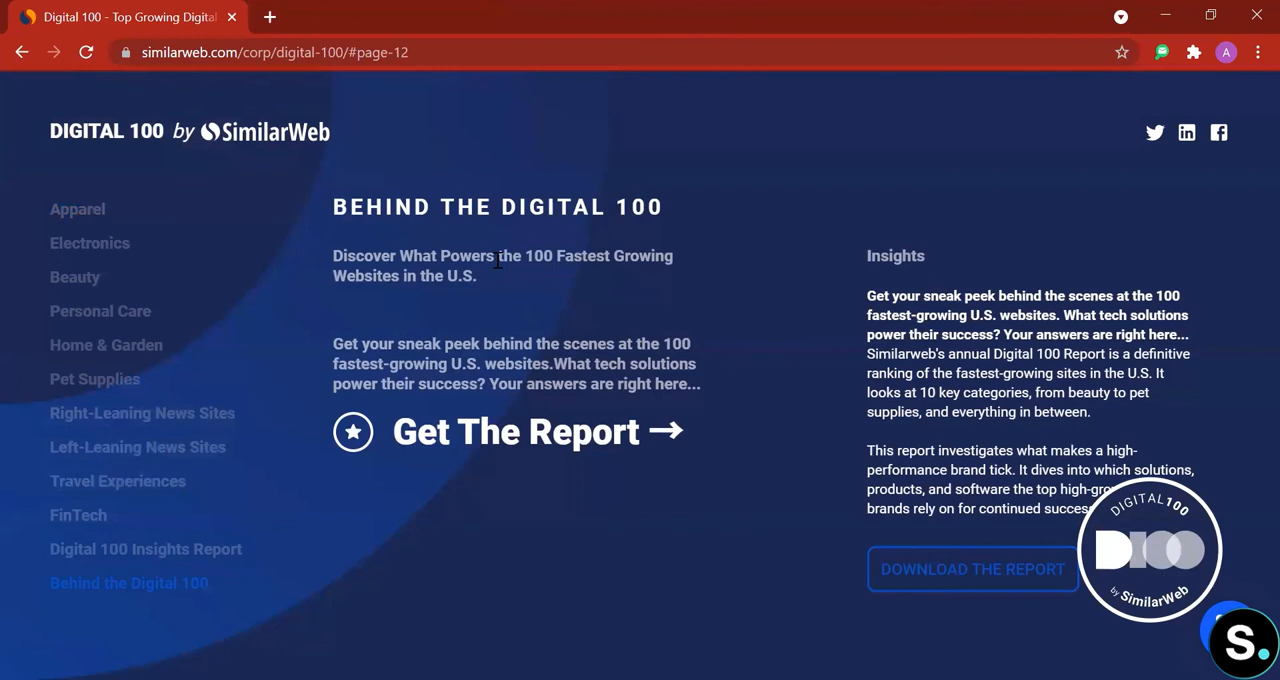 Digital 100 - Top Growing Digital
similarweb.com/corp/digital-100/#page-12
A
DIGITAL 100 by SimilarWeb
Apparel
Electronics
Beauty
Personal Care
Home & Garden
Pet Supplies
Right-Leaning News Sites
Left-Leaning News Sites
Travel Experiences
FinTech
Digital 100 Insights Report
Behind the Digital 100
BEHIND THE DIGITAL 100
Discover What Powers the 100 Fastest Growing
Websites in the U.S.
Get your sneak peek behind the scenes at the 100
fastest-growing U.S. websites.What tech solutions
power their success? Your answers are right here...
Get The Report →
Insights
Get your sneak peek behind the scenes at the 100
fastest-growing U.S. websites. What tech solutions
power their success? Your answers are right here...
Similarweb's annual Digital 100 Report is a definitive
ranking of the fastest-growing sites in the U.S. It
looks at 10 key categories, from beauty to pet
supplies, and everything in between.
This report investigates what makes a high-
performance brand tick. It dives into which solutions,
products, and software the top high-
brands rely on for continued
DOWNLOAD THE REPORT
DIGITAL100
D100
by SimilarWeb
S.